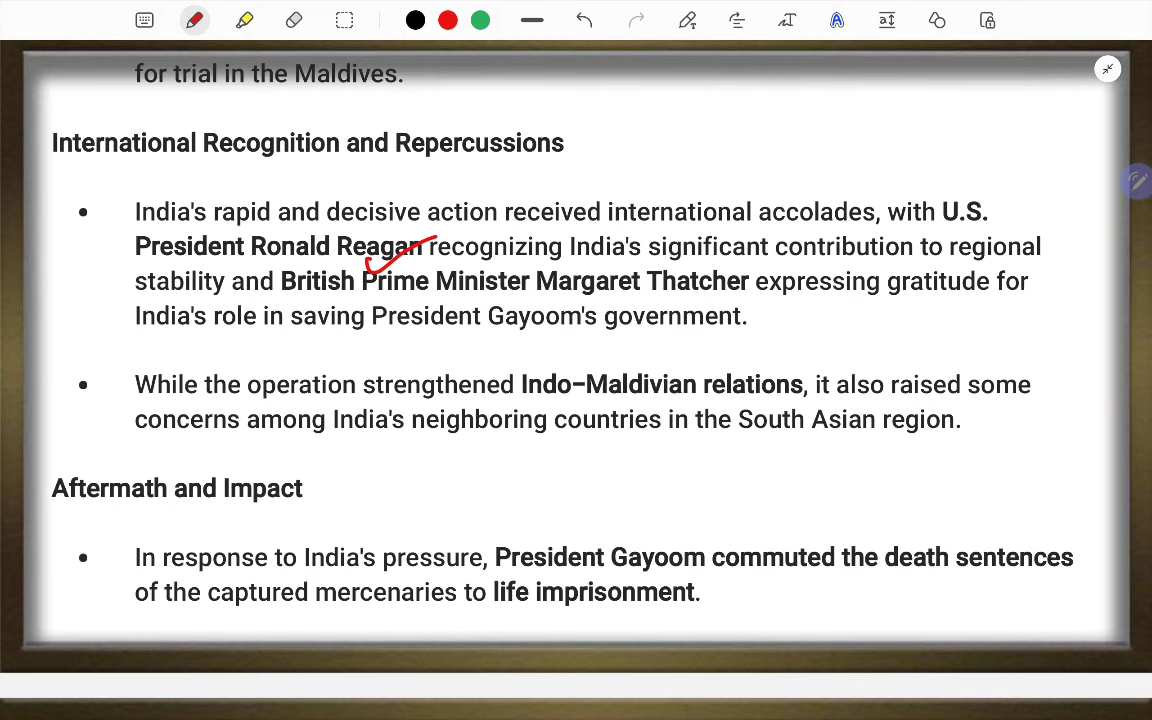 for trial in the Maldives.
International Recognition and Repercussions
• India's rapid and decisive action received international accolades, with U.S.
President Ronald Reagan recognizing India's significant contribution to regional
stability and British Prime Minister Margaret Thatcher expressing gratitude for
India's role in saving President Gayoom's government.
• While the operation strengthened Indo–Maldivian relations, it also raised some
concerns among India's neighboring countries in the South Asian region.
Aftermath and Impact
• In response to India's pressure, President Gayoom commuted the death sentences
of the captured mercenaries to life imprisonment.